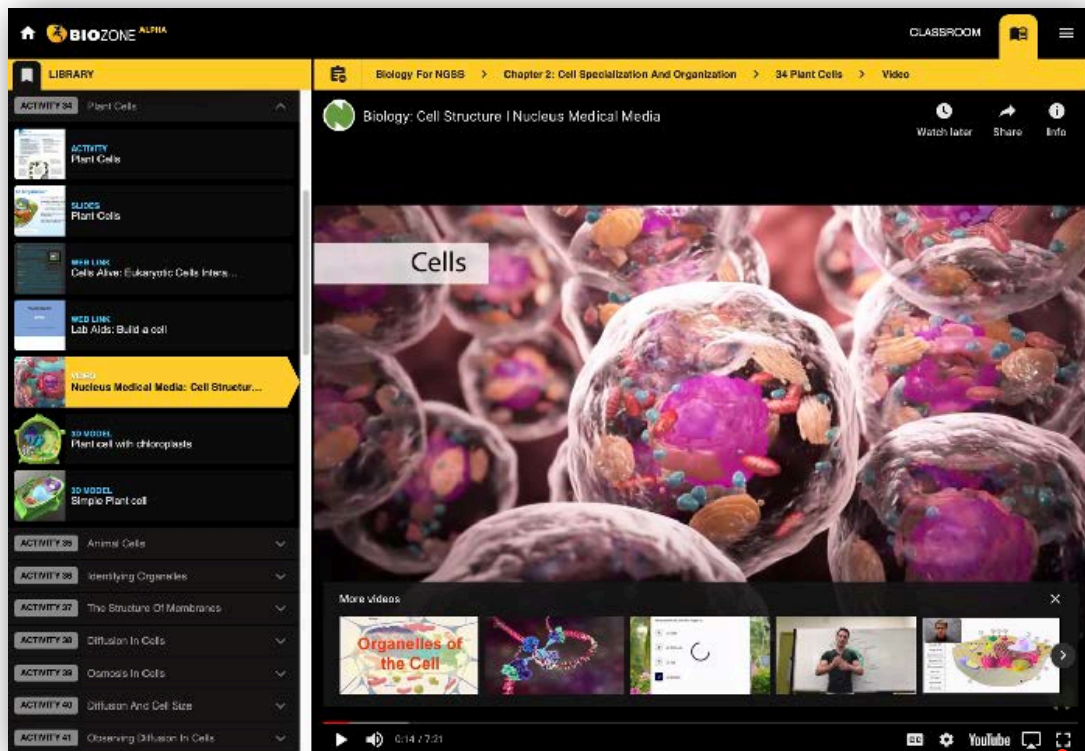 BIOZONE ALPHA
CLASSROOM
LIBRARY
Biology For NGSS > Chapter 2: Cell Specialization And Organization > 34 Plant Cells > Video
ACTIVITY 34 Plant Cells
ACTIVITY
Plant Cells
SLIDES
Plant Cells
WEB LINK
Cells Alive: Eukaryotic Cells Intera...
WEB LINK
Lab Aids: Build a cell
VIDEO
Nucleus Medical Media: Cell Structur...
3D MODEL
Plant cell with chloroplasts
3D MODEL
Simple Plant cell
ACTIVITY 35 Animal Cells
ACTIVITY 36 Identifying Organelles
ACTIVITY 37 The Structure Of Membranes
ACTIVITY 38 Diffusion In Cells
ACTIVITY 39 Osmosis In Cells
ACTIVITY 40 Diffusion And Cell Size
ACTIVITY 41 Observing Diffusion In Cells
Biology: Cell Structure I Nucleus Medical Media
Watch later
Share
Info
Cells
More videos
Organelles of
the Cell
0:14 / 7:21
CC
YouTube